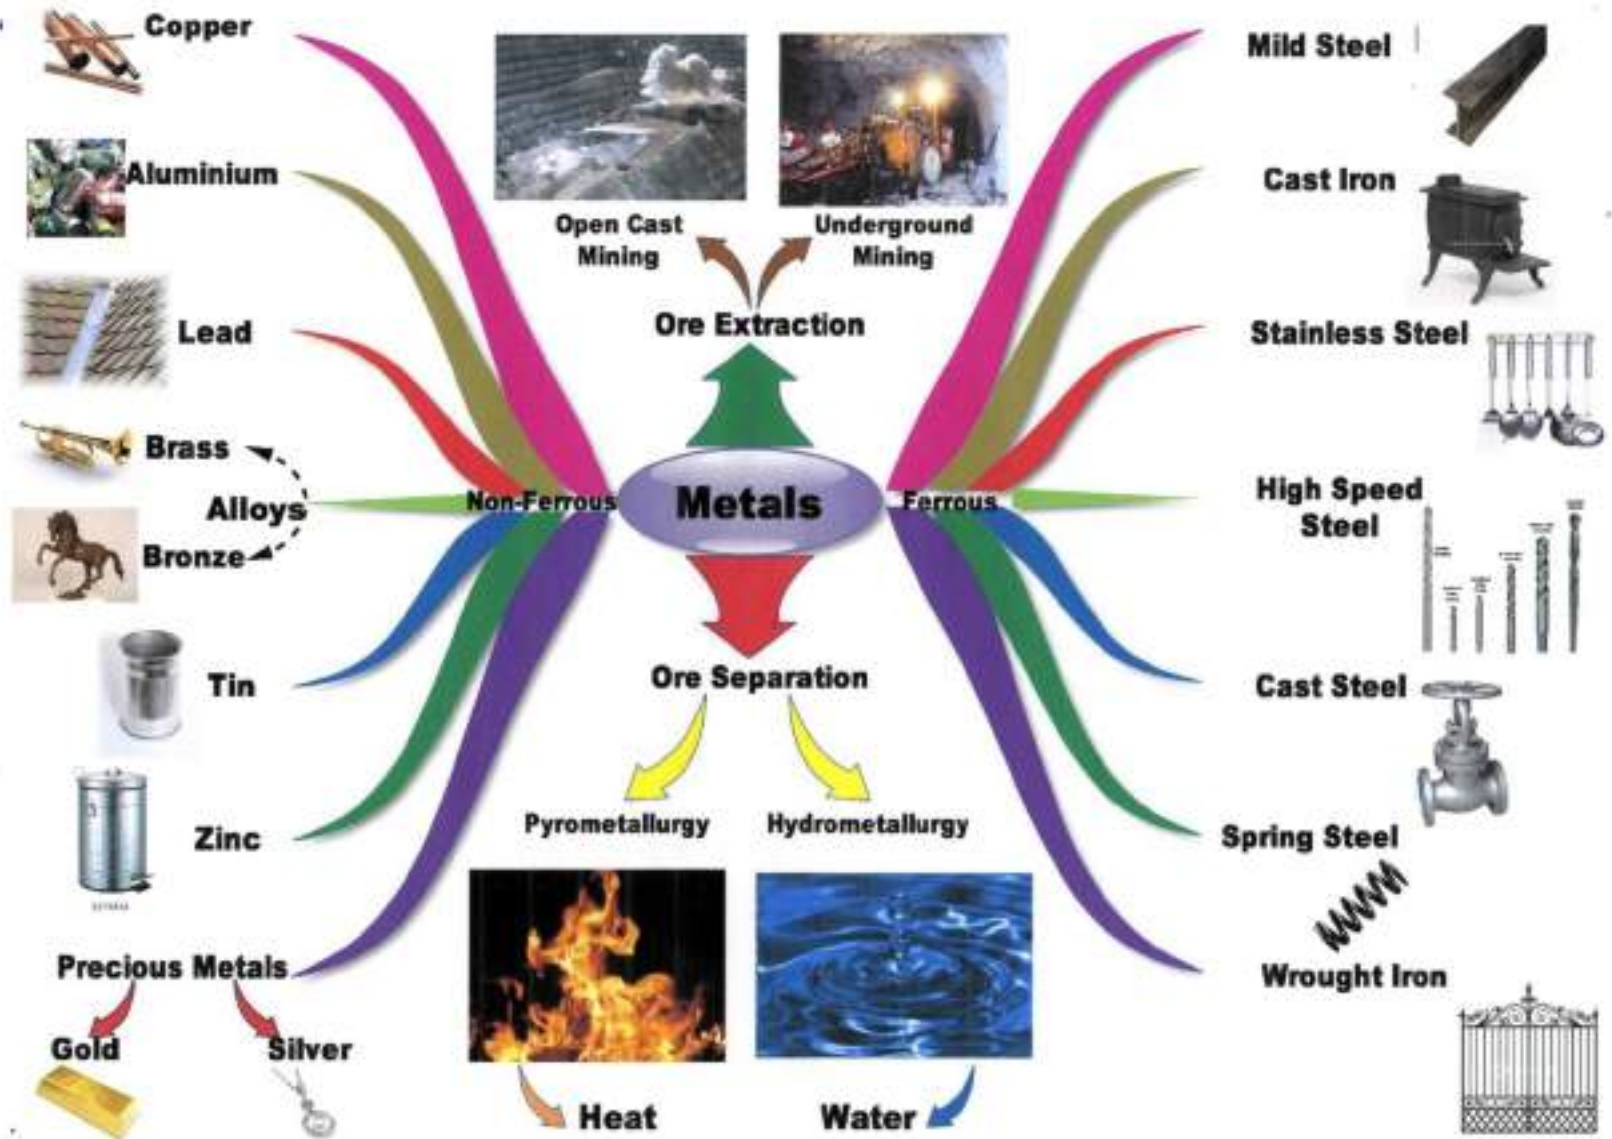 Copper
Aluminium
Lead
Brass
Alloys
Bronze
Tin
Zinc
Precious Metals
Gold
Silver
Non-Ferrous
Open Cast
Mining
Underground
Mining
Ore Extraction
Metals
Ore Separation
Pyrometallurgy
Hydrometallurgy
Heat
Water
Ferrous
Mild Steel
Cast Iron
Stainless Steel
High Speed
Steel
Cast Steel
Spring Steel
Wrought Iron